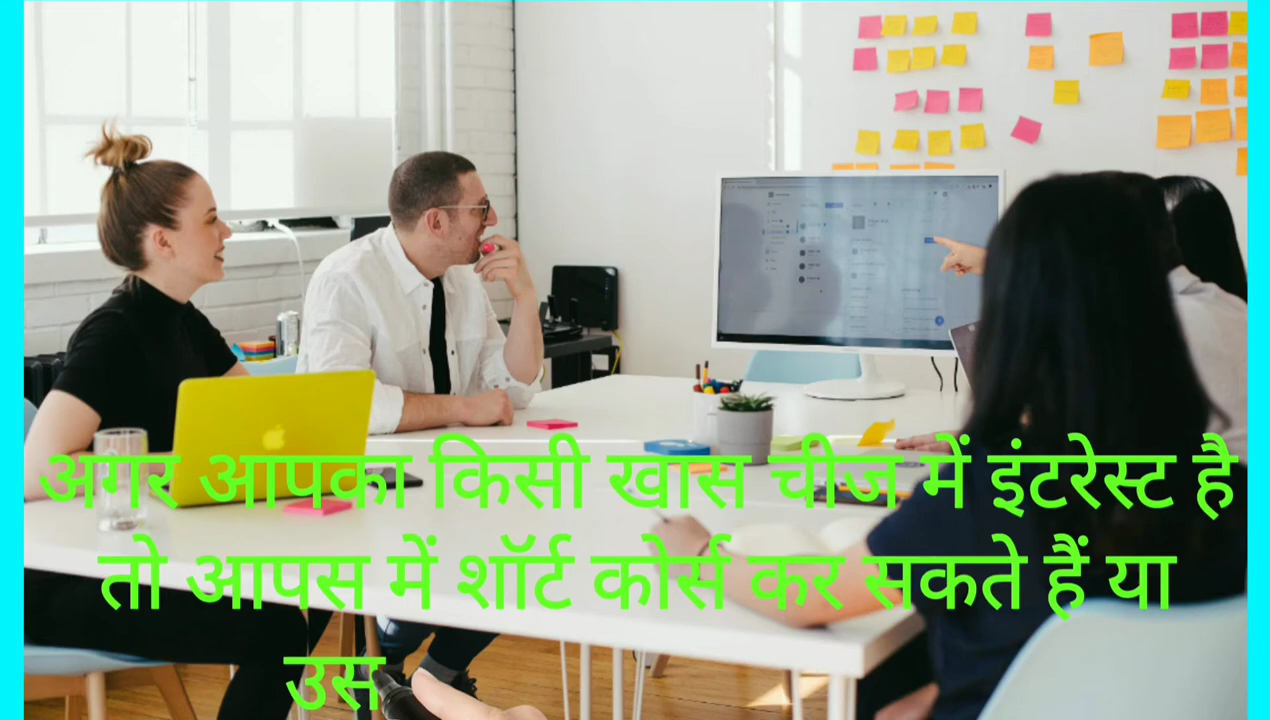 अगर आपका किसी खास चीज में इंटरेस्ट है
तो आपस में शॉर्ट कोर्स कर सकते हैं या
उस